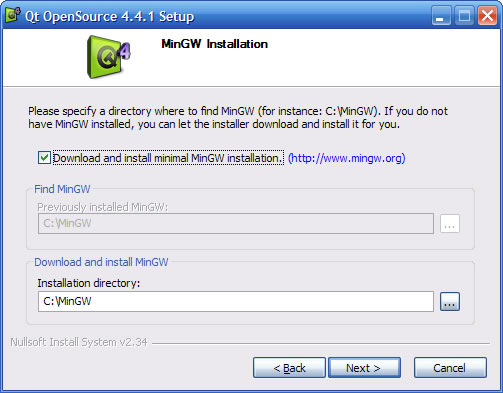 Qt OpenSource 4.4.1 Setup
4
MinGW Installation
Please specify a directory where to find MinGW (for instance: C:\MinGW). If you do not
have MinGW installed, you can let the installer download and install it for you.
Download and install minimal MinGW installation. (http://www.mingw.org)
Find MinGW
Previously installed MinGW:
C:\MinGW
...
Download and install MinGW
Installation directory:
C:\MinGW
...
Nullsoft Install System v2.34
< Back Next > Cancel